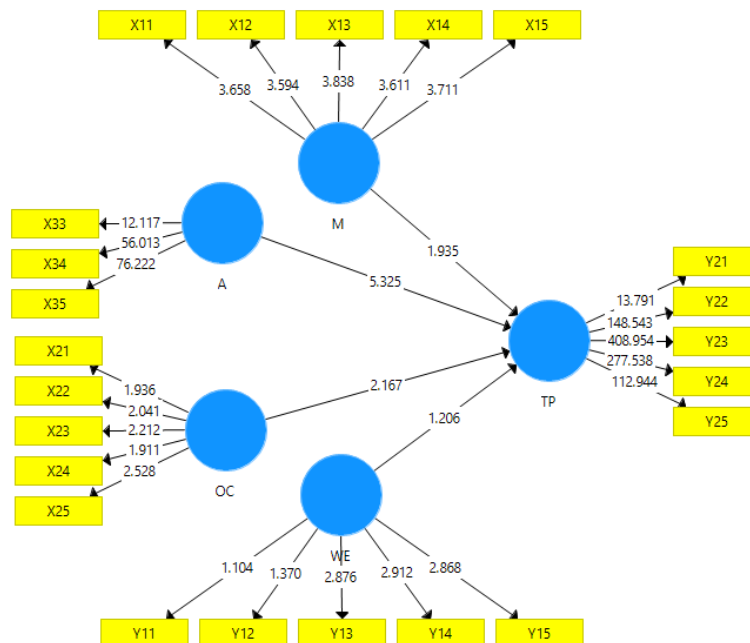 X11 X12 X13 X14 X15
3.658 3.594 3.838 3.611 3.711
M
X33
X34
X35
12.117
56.013
76.222
A
1.935
5.325
X21
X22
X23
X24
X25
1.936
2.041
2.212
1.911
2.528
OC
2.167
1.206
TP
13.791
148.543
408.954
277.538
112.944
Y21
Y22
Y23
Y24
Y25
WE
1.104 1.370 2.876 2.912 2.868
Y11 Y12 Y13 Y14 Y15